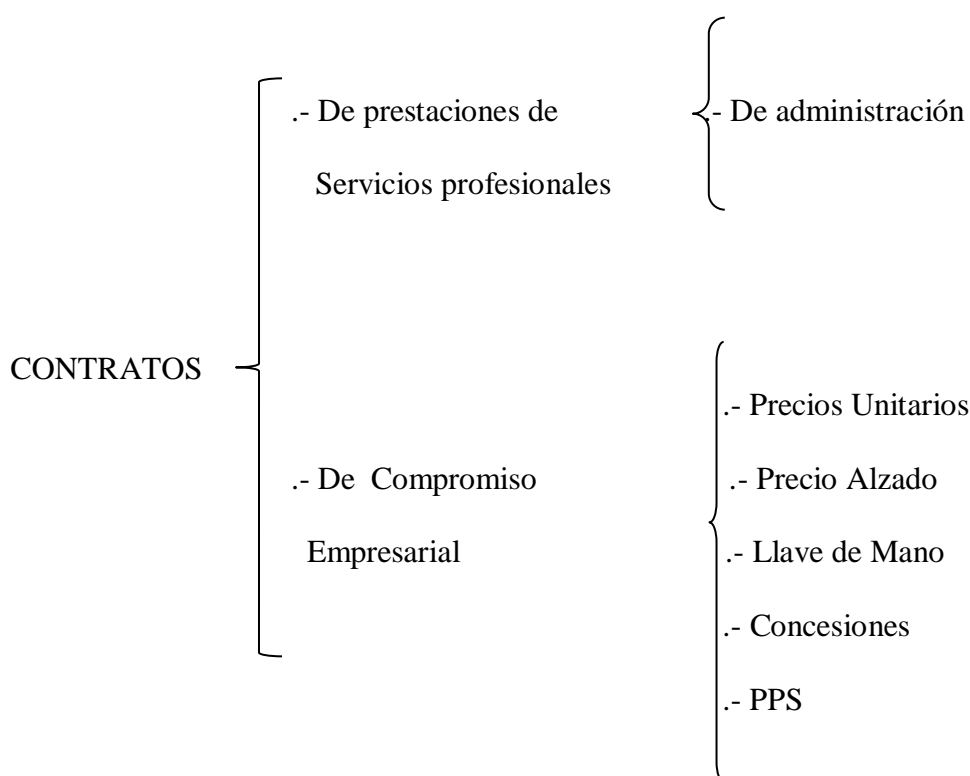 CONTRATOS
.- De prestaciones de
Servicios profesionales
.- De administración
.- De Compromiso
Empresarial
.- Precios Unitarios
.- Precio Alzado
.- Llave de Mano
.- Concesiones
.- PPS